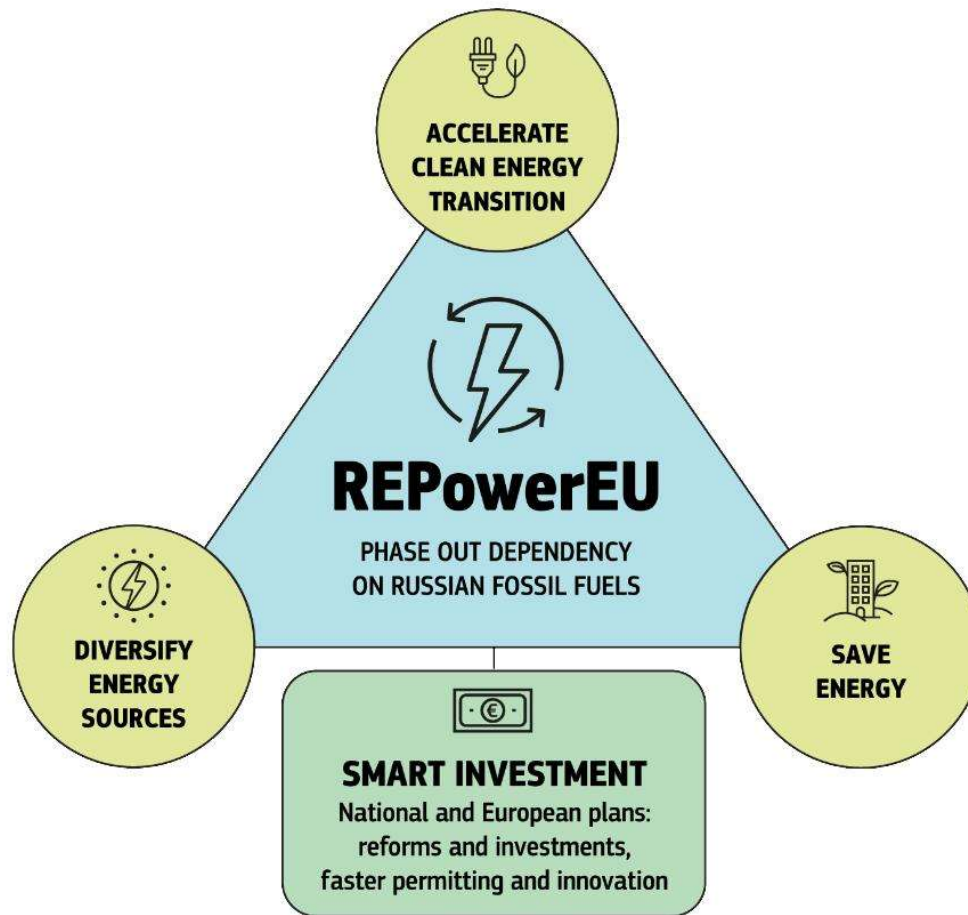 ACCELERATE
CLEAN ENERGY
TRANSITION
REPowerEU
PHASE OUT DEPENDENCY
ON RUSSIAN FOSSIL FUELS
DIVERSIFY
ENERGY
SOURCES
SAVE
ENERGY
€
SMART INVESTMENT
National and European plans:
reforms and investments,
faster permitting and innovation